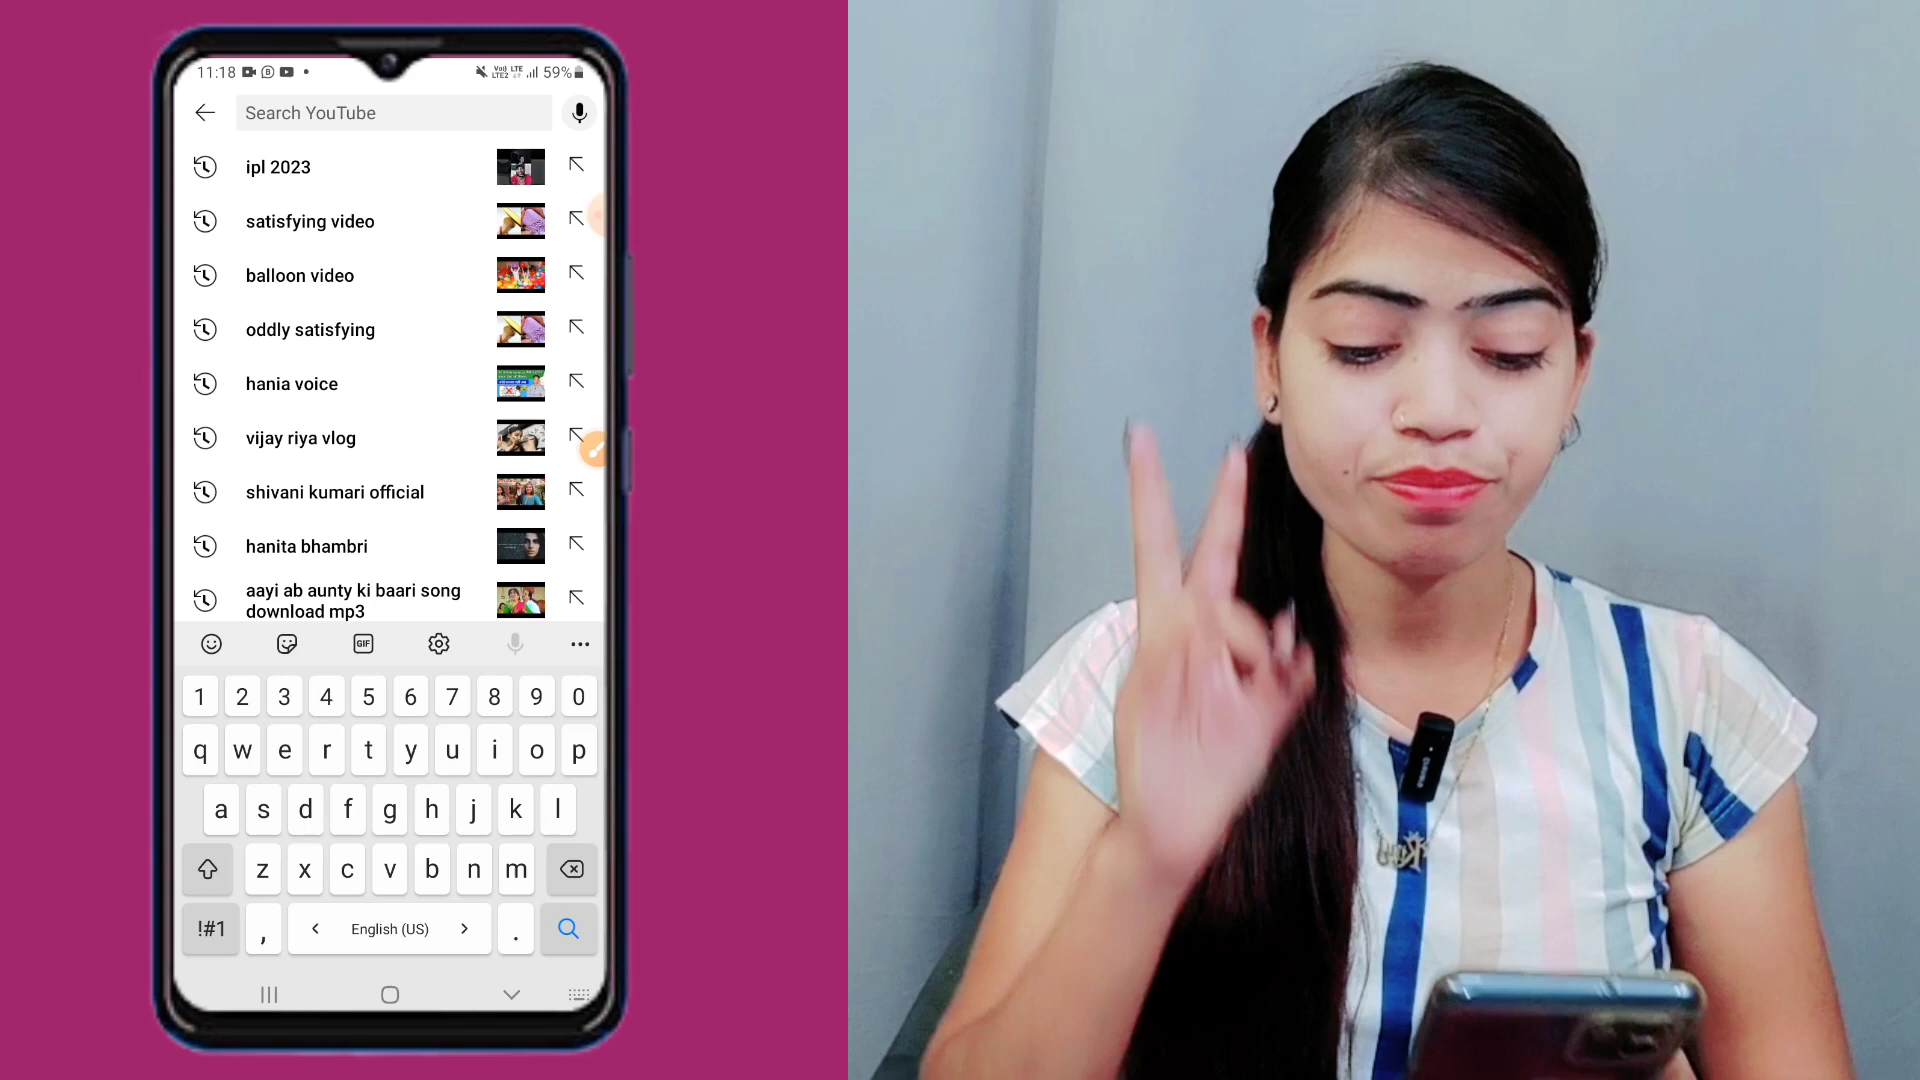 11:18 59%
Search YouTube
ipl 2023
satisfying video
balloon video
oddly satisfying
hania voice
vijay riya vlog
shivani kumari official
hanita bhambri
aayi ab aunty ki baari song
download mp3
GIF
1 2 3 4 5 6 7 8 9 0
q w e r t y u i o p
a s d f g h j k l
z x c v b n m
!#1 , < English (US) > .